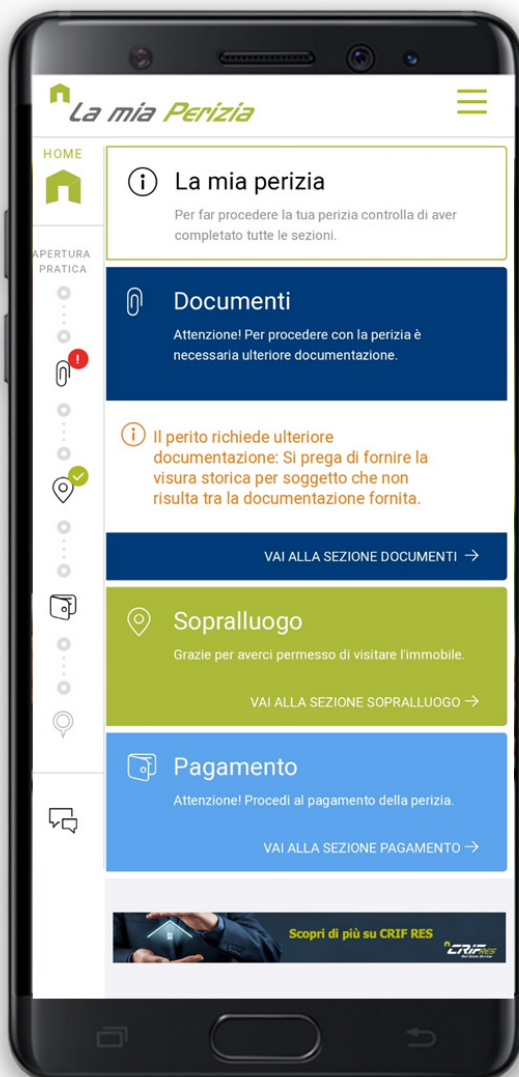 La mia Perizia
HOME
APERTURA
PRATICA
!
i La mia perizia
Per far procedere la tua perizia controlla di aver
completato tutte le sezioni.
Documenti
Attenzione! Per procedere con la perizia è
necessaria ulteriore documentazione.
i Il perito richiede ulteriore
documentazione: Si prega di fornire la
visura storica per soggetto che non
risulta tra la documentazione fornita.
VAI ALLA SEZIONE DOCUMENTI →
Sopralluogo
Grazie per averci permesso di visitare l'immobile.
VAI ALLA SEZIONE SOPRALLUOGO →
Pagamento
Attenzione! Procedi al pagamento della perizia.
VAI ALLA SEZIONE PAGAMENTO →
Scopri di più su CRIF RES
CRIF RES